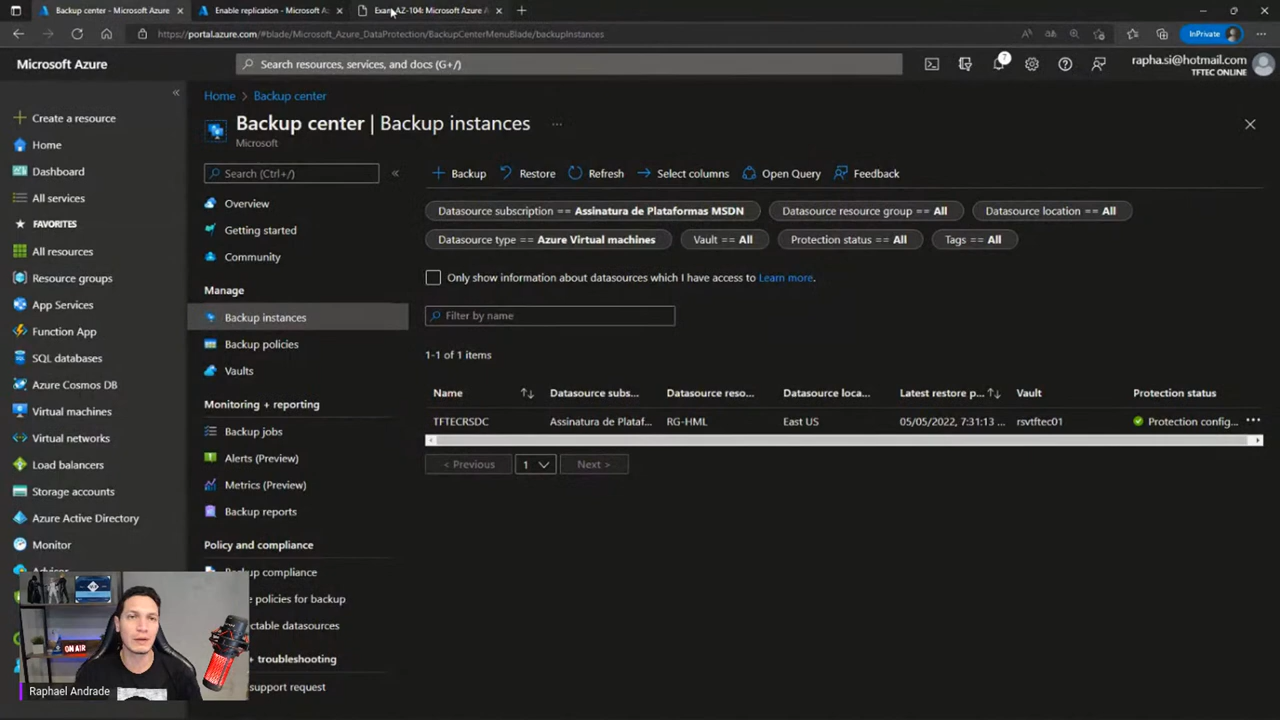 Backup center - Microsoft Azure
Enable replication - Microsoft A
Exam AZ-104: Microsoft Azure A
https://portal.azure.com/#blade/Microsoft_Azure_DataProtection/BackupCenterMenuBlade/backupInstances
InPrivate
Microsoft Azure
Search resources, services, and docs (G+/)
7
rapha.si@hotmail.com
TFTEC ONLINE
Create a resource
Home
Dashboard
All services
FAVORITES
All resources
Resource groups
App Services
Function App
SQL databases
Azure Cosmos DB
Virtual machines
Virtual networks
Load balancers
Storage accounts
Azure Active Directory
Monitor
Home > Backup center
Backup center | Backup instances ...
Microsoft
Search (Ctrl+/)
Overview
Getting started
Community
Manage
Backup instances
Backup policies
Vaults
Monitoring + reporting
Backup jobs
Alerts (Preview)
Metrics (Preview)
Backup reports
Policy and compliance
ckup compliance
policies for backup
ctable datasources
+ troubleshooting
support request
Backup
Restore
Refresh
Select columns
Open Query
Feedback
Datasource subscription == Assinatura de Plataformas MSDN
Datasource resource group == All
Datasource location == All
Datasource type == Azure Virtual machines
Vault == All
Protection status == All
Tags == All
Only show information about datasources which I have access to Learn more.
Filter by name
1-1 of 1 items
Name Datasource subs... Datasource reso... Datasource loca... Latest restore p... Vault Protection status
TFTECRSDC Assinatura de Plataf... RG-HML East US 05/05/2022, 7:31:13 ... rsvtftec01 Protection config... ...
< Previous 1 Next >
ON AIR
Raphael Andrade